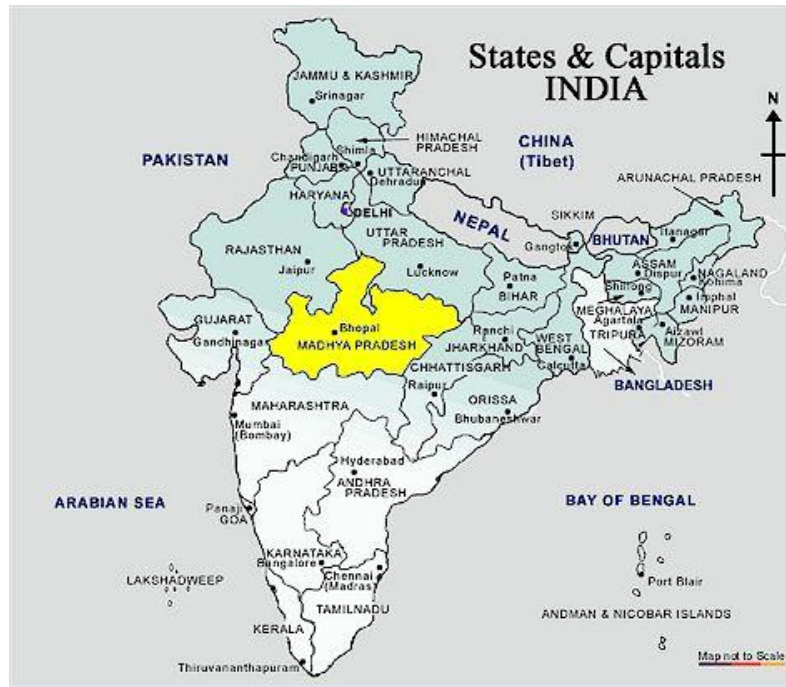 States & Capitals
INDIA
N
JAMMU & KASHMIR
Srinagar
HIMACHAL
PRADESH
CHINA
(Tibet)
PAKISTAN
Shimla
Chandigarh
PUNJAB
UTTARANCHAL
Dehradun
ARUNACHAL PRADESH
HARYANA
DELHI
NEPAL
SIKKIM
UTTAR
PRADESH
Gangtok
BHUTAN
Itanagar
RAJASTHAN
Jaipur
Lucknow
ASSAM
Dispur
NAGALAND
Kohima
Patna
BIHAR
Shillong
Imphal
MANIPUR
MEGHALAYA
GUJARAT
Gandhinagar
Bhopal
MADHYA PRADESH
Ranchi
JHARKHAND
WEST
BENGAL
Calcutta
Agartala
TRIPURA
Aizawl
MIZORAM
CHHATTISGARH
Raipur
BANGLADESH
MAHARASHTRA
ORISSA
Bhubaneshwar
Mumbai
(Bombay)
Hyderabad
ANDHRA
PRADESH
ARABIAN SEA
BAY OF BENGAL
Panaji
GOA
KARNATAKA
Bangalore
Chennai
(Madras)
LAKSHADWEEP
Port Blair
TAMILNADU
ANDMAN & NICOBAR ISLANDS
KERALA
Thiruvananthapuram
Map not to Scale